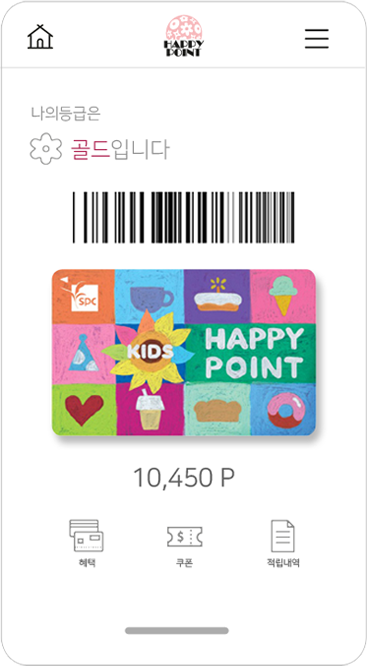 HAPPY
POINT
나의등급은
골드입니다
SPC
KIDS
HAPPY
POINT
10,450 P
$
혜택
쿠폰
적립내역